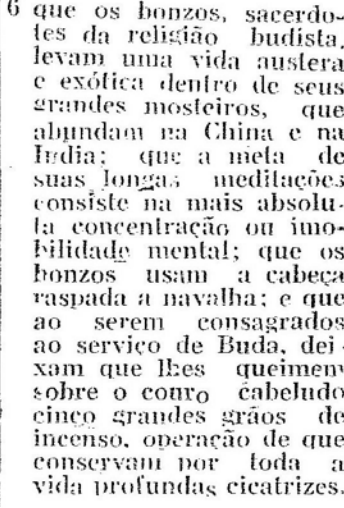 6 que os bonzos, sacerdo-
tes da religião budista,
levam uma vida austera
e exótica dentro de seus
grandes mosteiros, que
abundam na China e na
Índia; que a meta de
suas longas meditações
consiste na mais absolu-
ta concentração ou imo-
bilidade mental; que os
bonzos usam a cabeça
raspada a navalha; e que
ao serem consagrados
ao serviço de Buda, dei-
xam que lhes queimem
sobre o couro cabeludo
cinco grandes grãos de
incenso, operação de que
conservam por toda a
vida profundas cicatrizes.